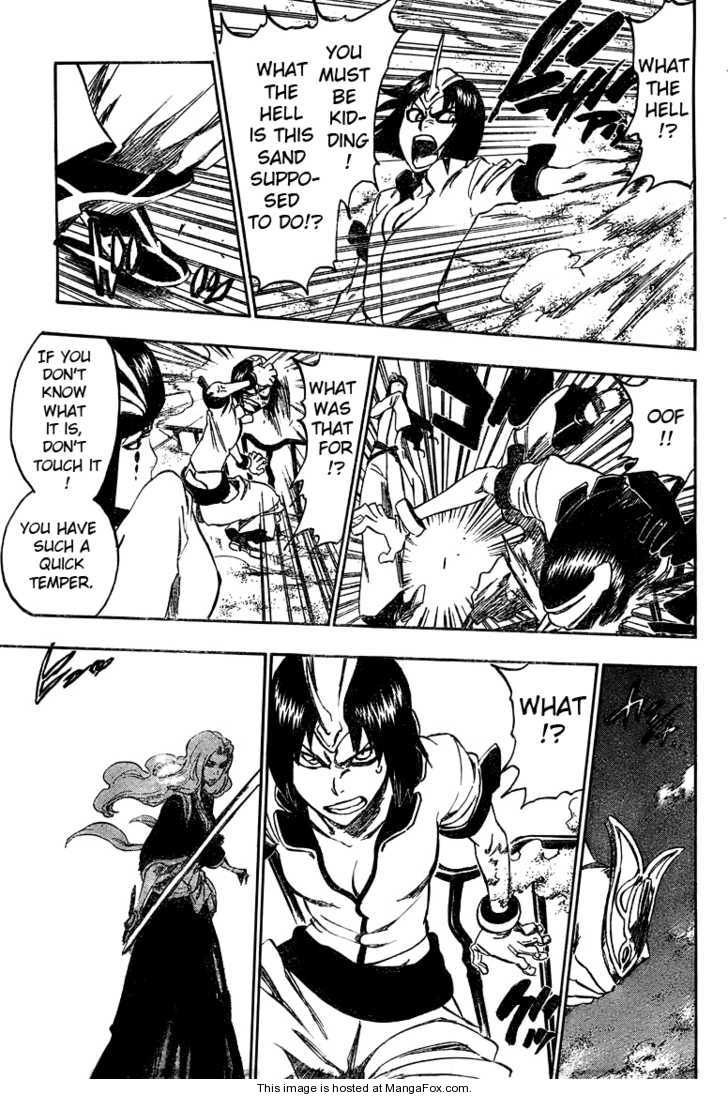 WHAT
THE
HELL
!?
YOU
MUST
BE
KID-
DING
!
WHAT
THE
HELL
IS THIS
SAND
SUPPO-
SED
TO DO!?
OOF
!!
WHAT
WAS
THAT
FOR
!?
IF YOU
DON'T
KNOW
WHAT
IT IS,
DON'T
TOUCH IT
!
YOU HAVE
SUCH A
QUICK
TEMPER.
WHAT
!?
This image is hosted at MangaFox.com.